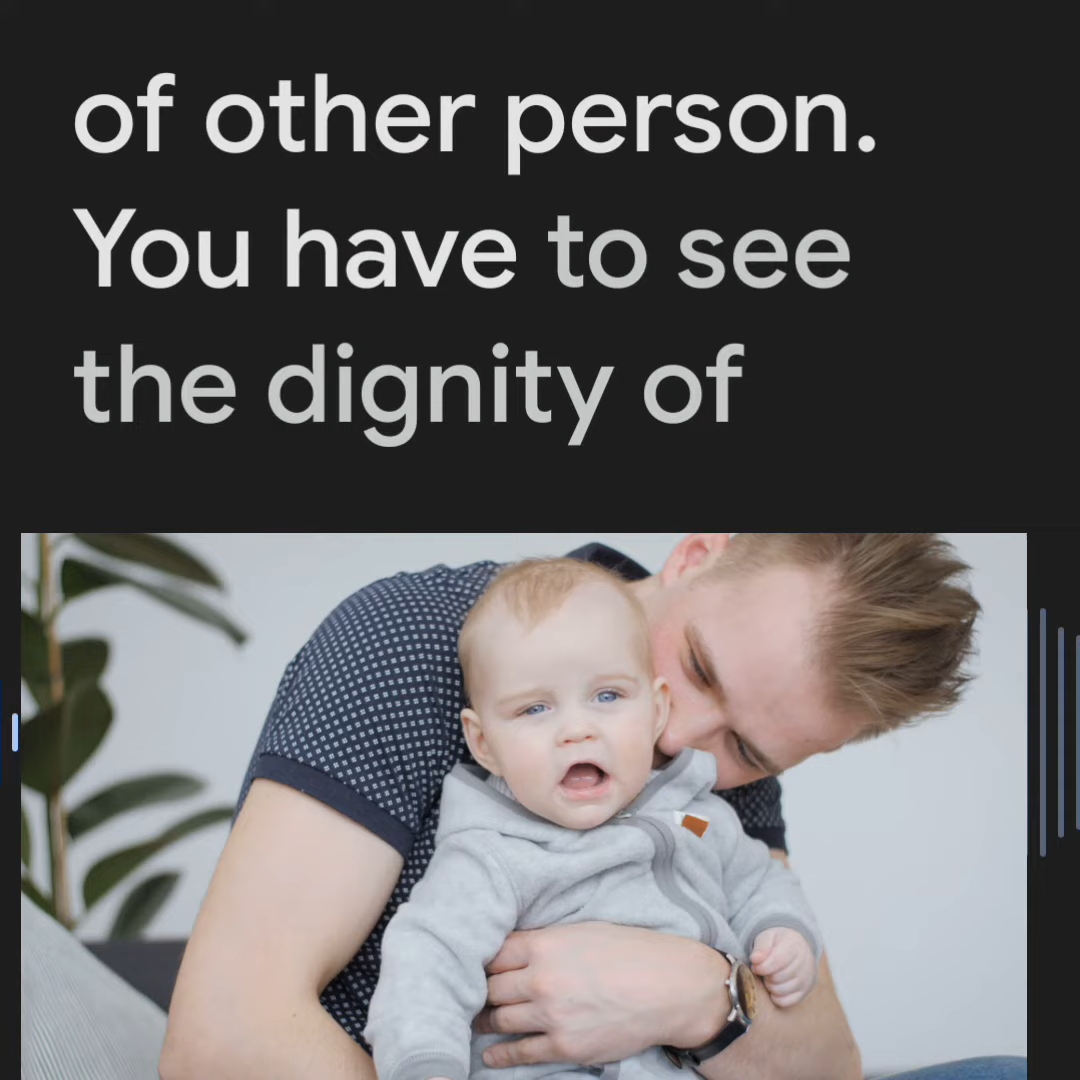 of other person.
You have to see
the dignity of